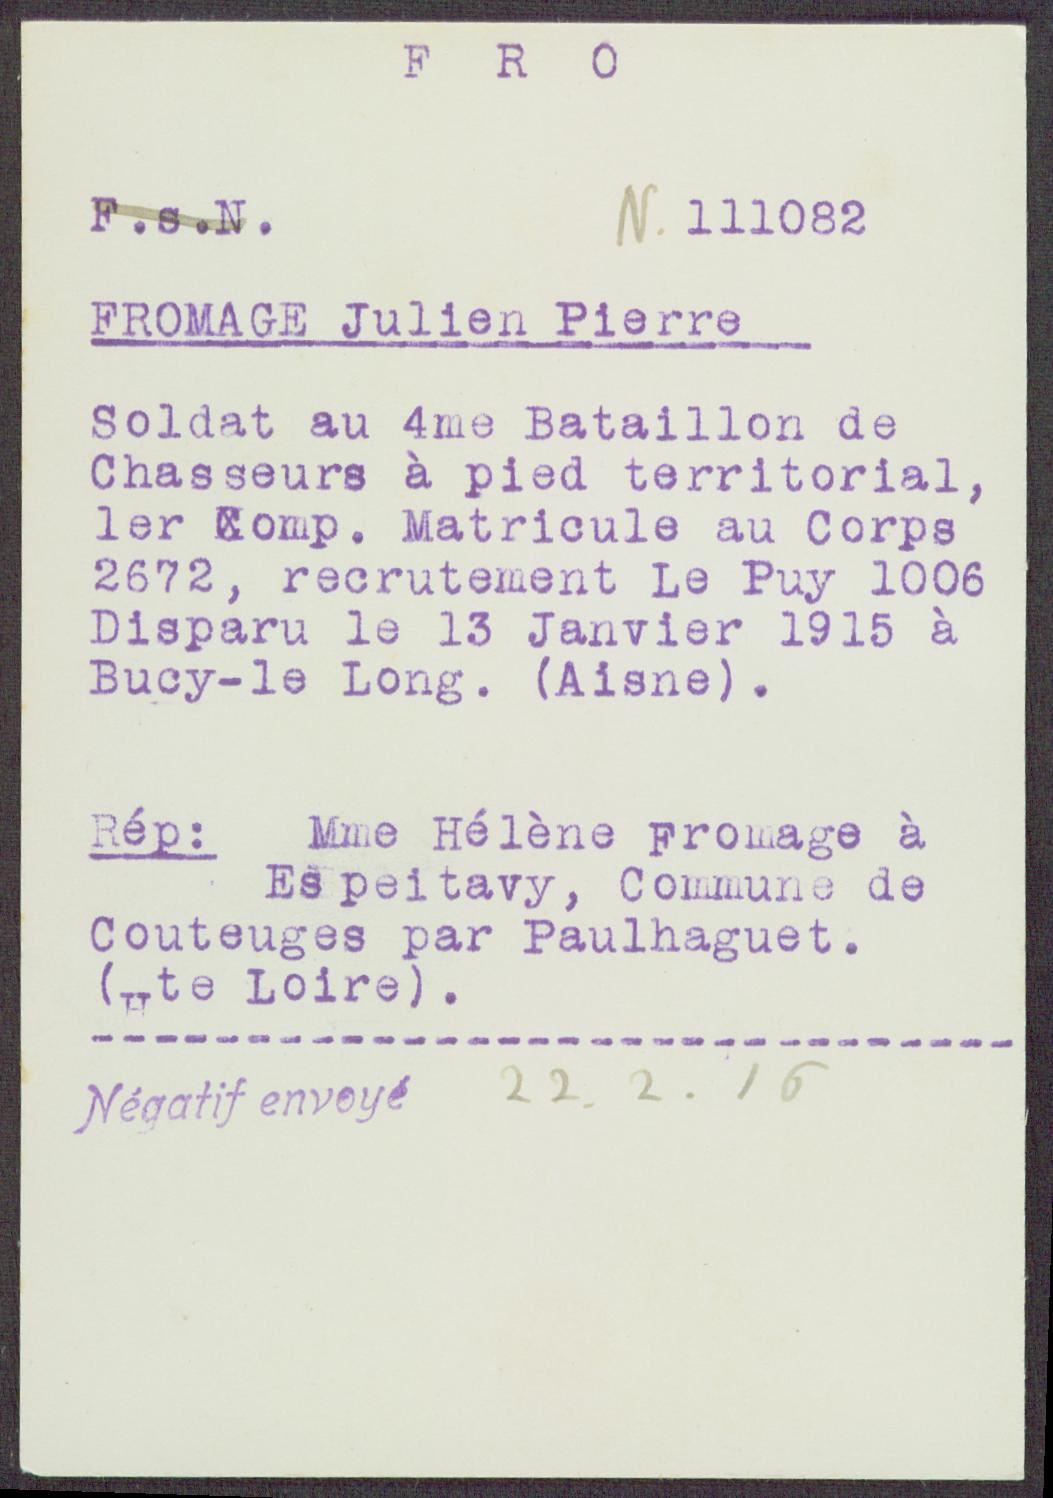 F R O
F.s.N. N. 111082
FROMAGE Julien Pierre
Soldat au 4me Bataillon de
Chasseurs à pied territorial,
1er Comp. Matricule au Corps
2672, recrutement Le Puy 1006
Disparu le 13 Janvier 1915 à
Bucy-le Long. (Aisne).
Rép: Mme Hélène Fromage à
Espeitavy, Commune de
Couteuges par Paulhaguet.
(Hte Loire).
Négatif envoyé 22. 2. 16